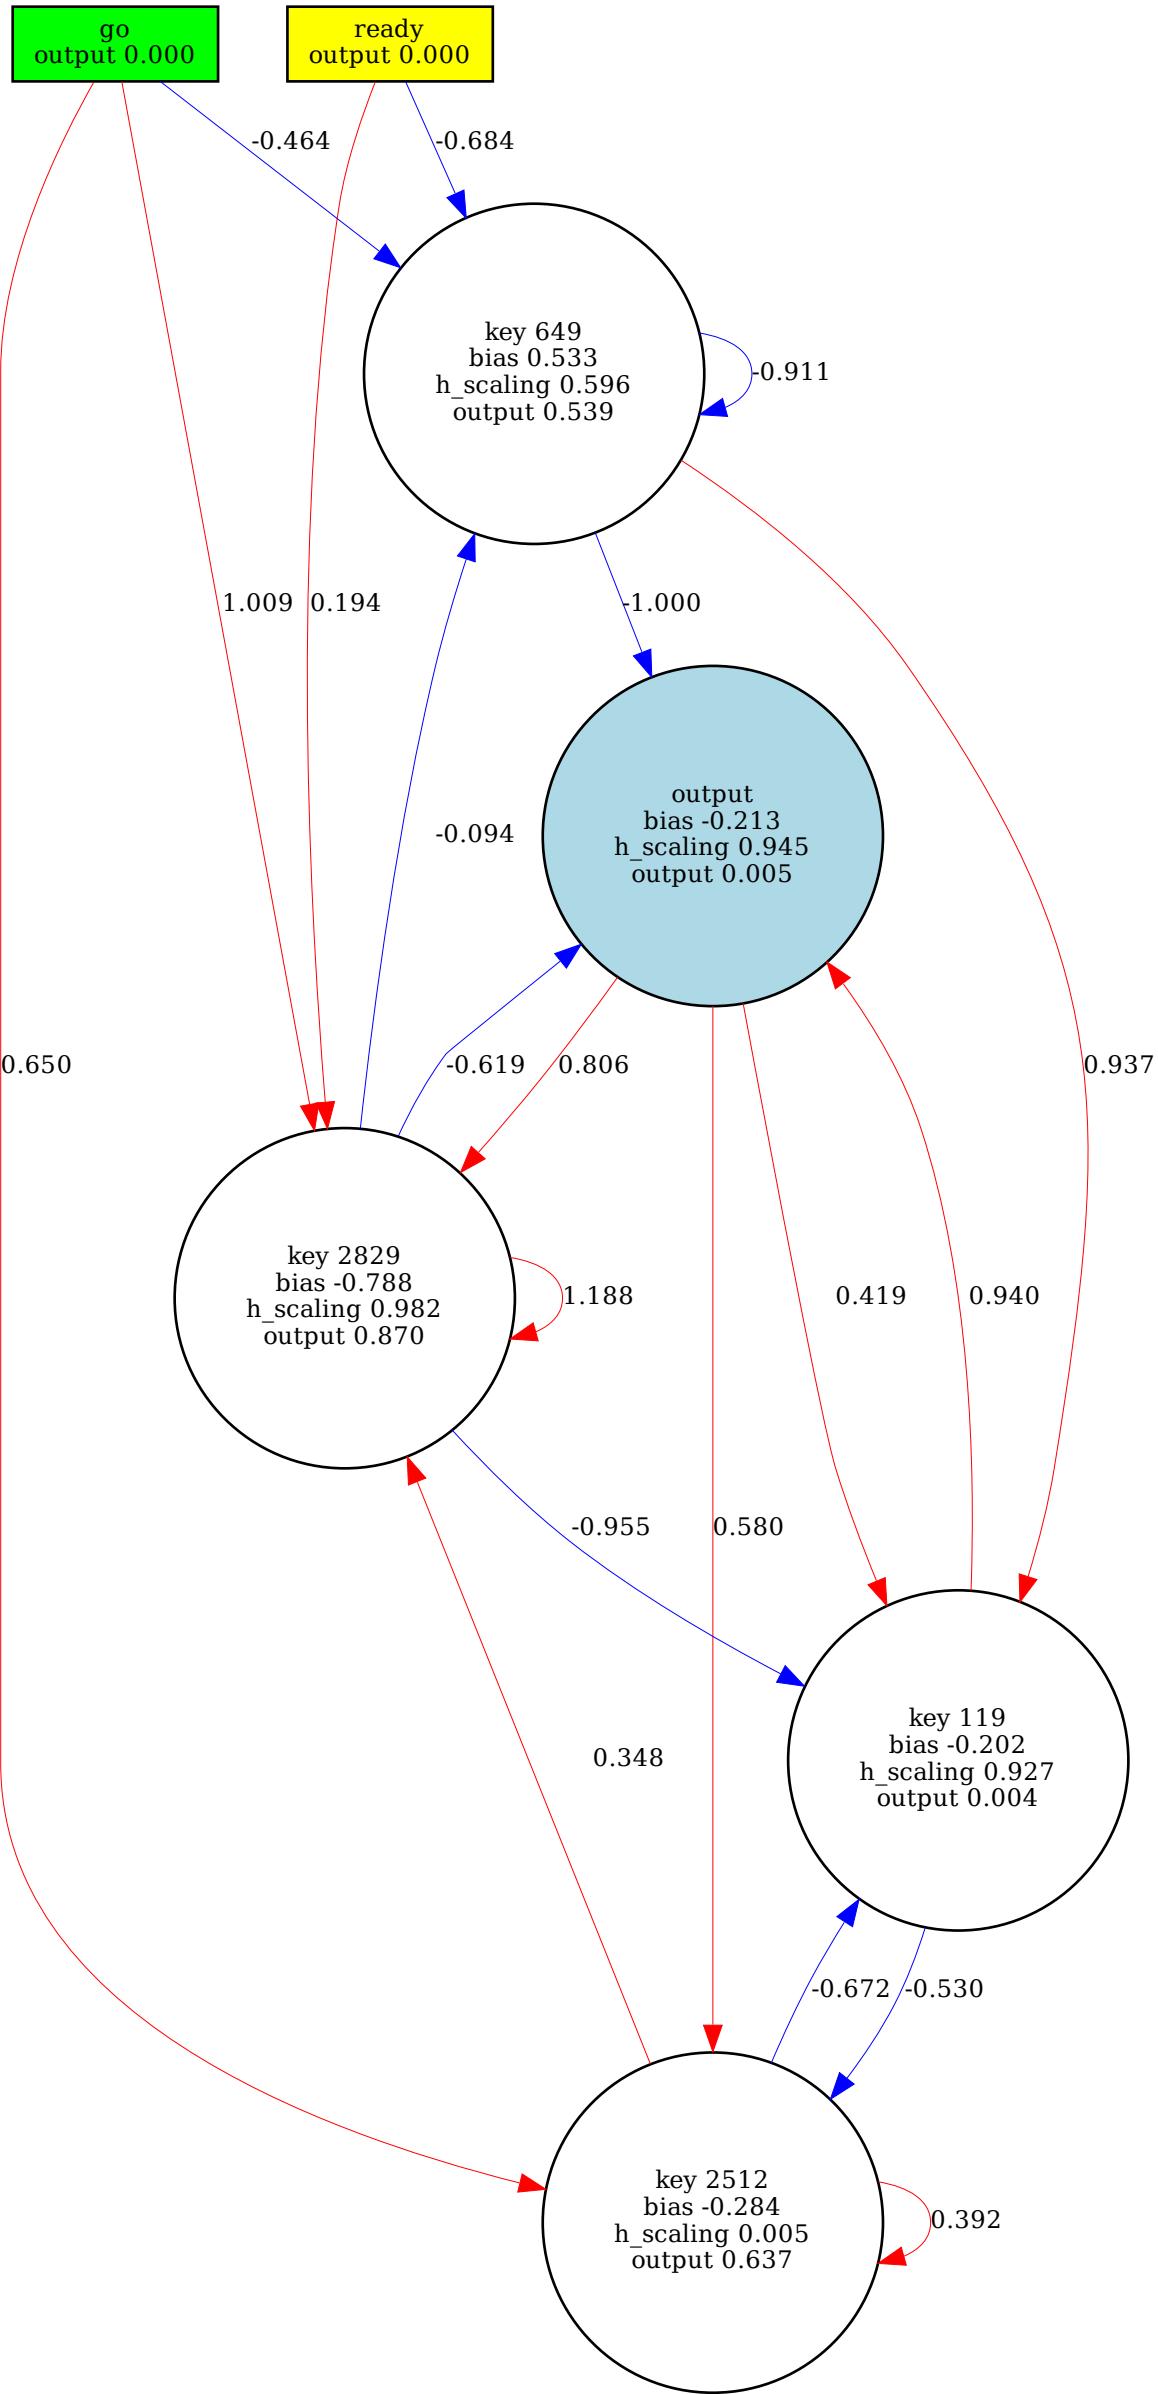 go
output 0.000
ready
output 0.000
-0.464
-0.684
key 649
bias 0.533
h_scaling 0.596
output 0.539
-0.911
1.009
0.194
-1.000
output
bias -0.213
h_scaling 0.945
output 0.005
-0.094
0.650
-0.619
0.806
0.937
key 2829
bias -0.788
h_scaling 0.982
output 0.870
1.188
0.419
0.940
-0.955
0.580
key 119
bias -0.202
h_scaling 0.927
output 0.004
0.348
-0.672
-0.530
key 2512
bias -0.284
h_scaling 0.005
output 0.637
0.392